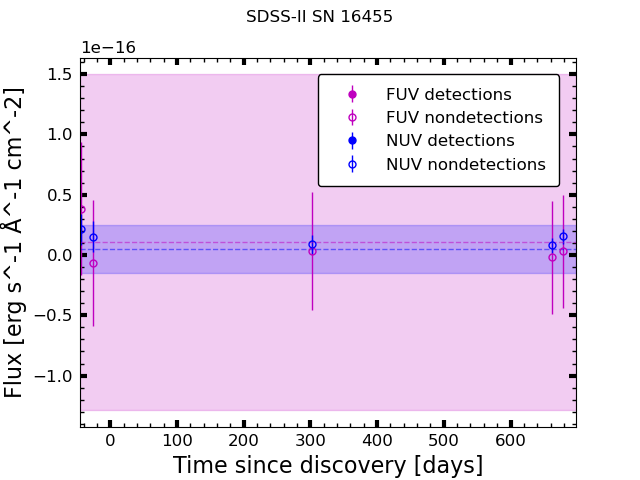 SDSS-II SN 16455
1e−16
1.5
1.0
0.5
0.0
−0.5
−1.0
Flux [erg s^-1 Å^-1 cm^-2]
FUV detections
FUV nondetections
NUV detections
NUV nondetections
0 100 200 300 400 500 600
Time since discovery [days]